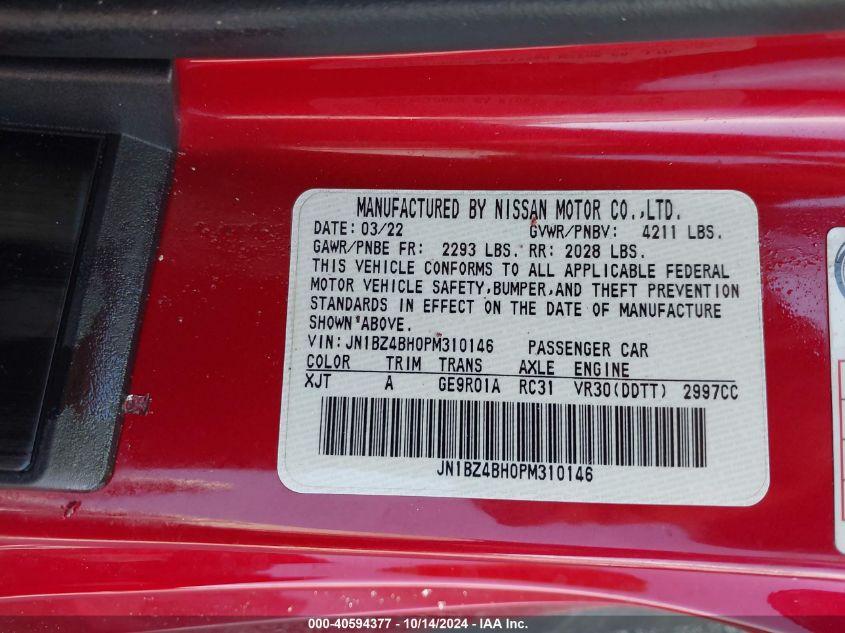 MANUFACTURED BY NISSAN MOTOR CO.,LTD.
DATE: 03/22 GVWR/PNBV: 4211 LBS.
GAWR/PNBE FR: 2293 LBS. RR: 2028 LBS.
THIS VEHICLE CONFORMS TO ALL APPLICABLE FEDERAL
MOTOR VEHICLE SAFETY,BUMPER,AND THEFT PREVENTION
STANDARDS IN EFFECT ON THE DATE OF MANUFACTURE
SHOWN ABOVE.
VIN:JN1BZ4BH0PM310146 PASSENGER CAR
COLOR TRIM TRANS AXLE ENGINE
XJT A GE9R01A RC31 VR30(DDTT) 2997CC
JN1BZ4BH0PM310146
000-40594377 - 10/14/2024 - IAA Inc.